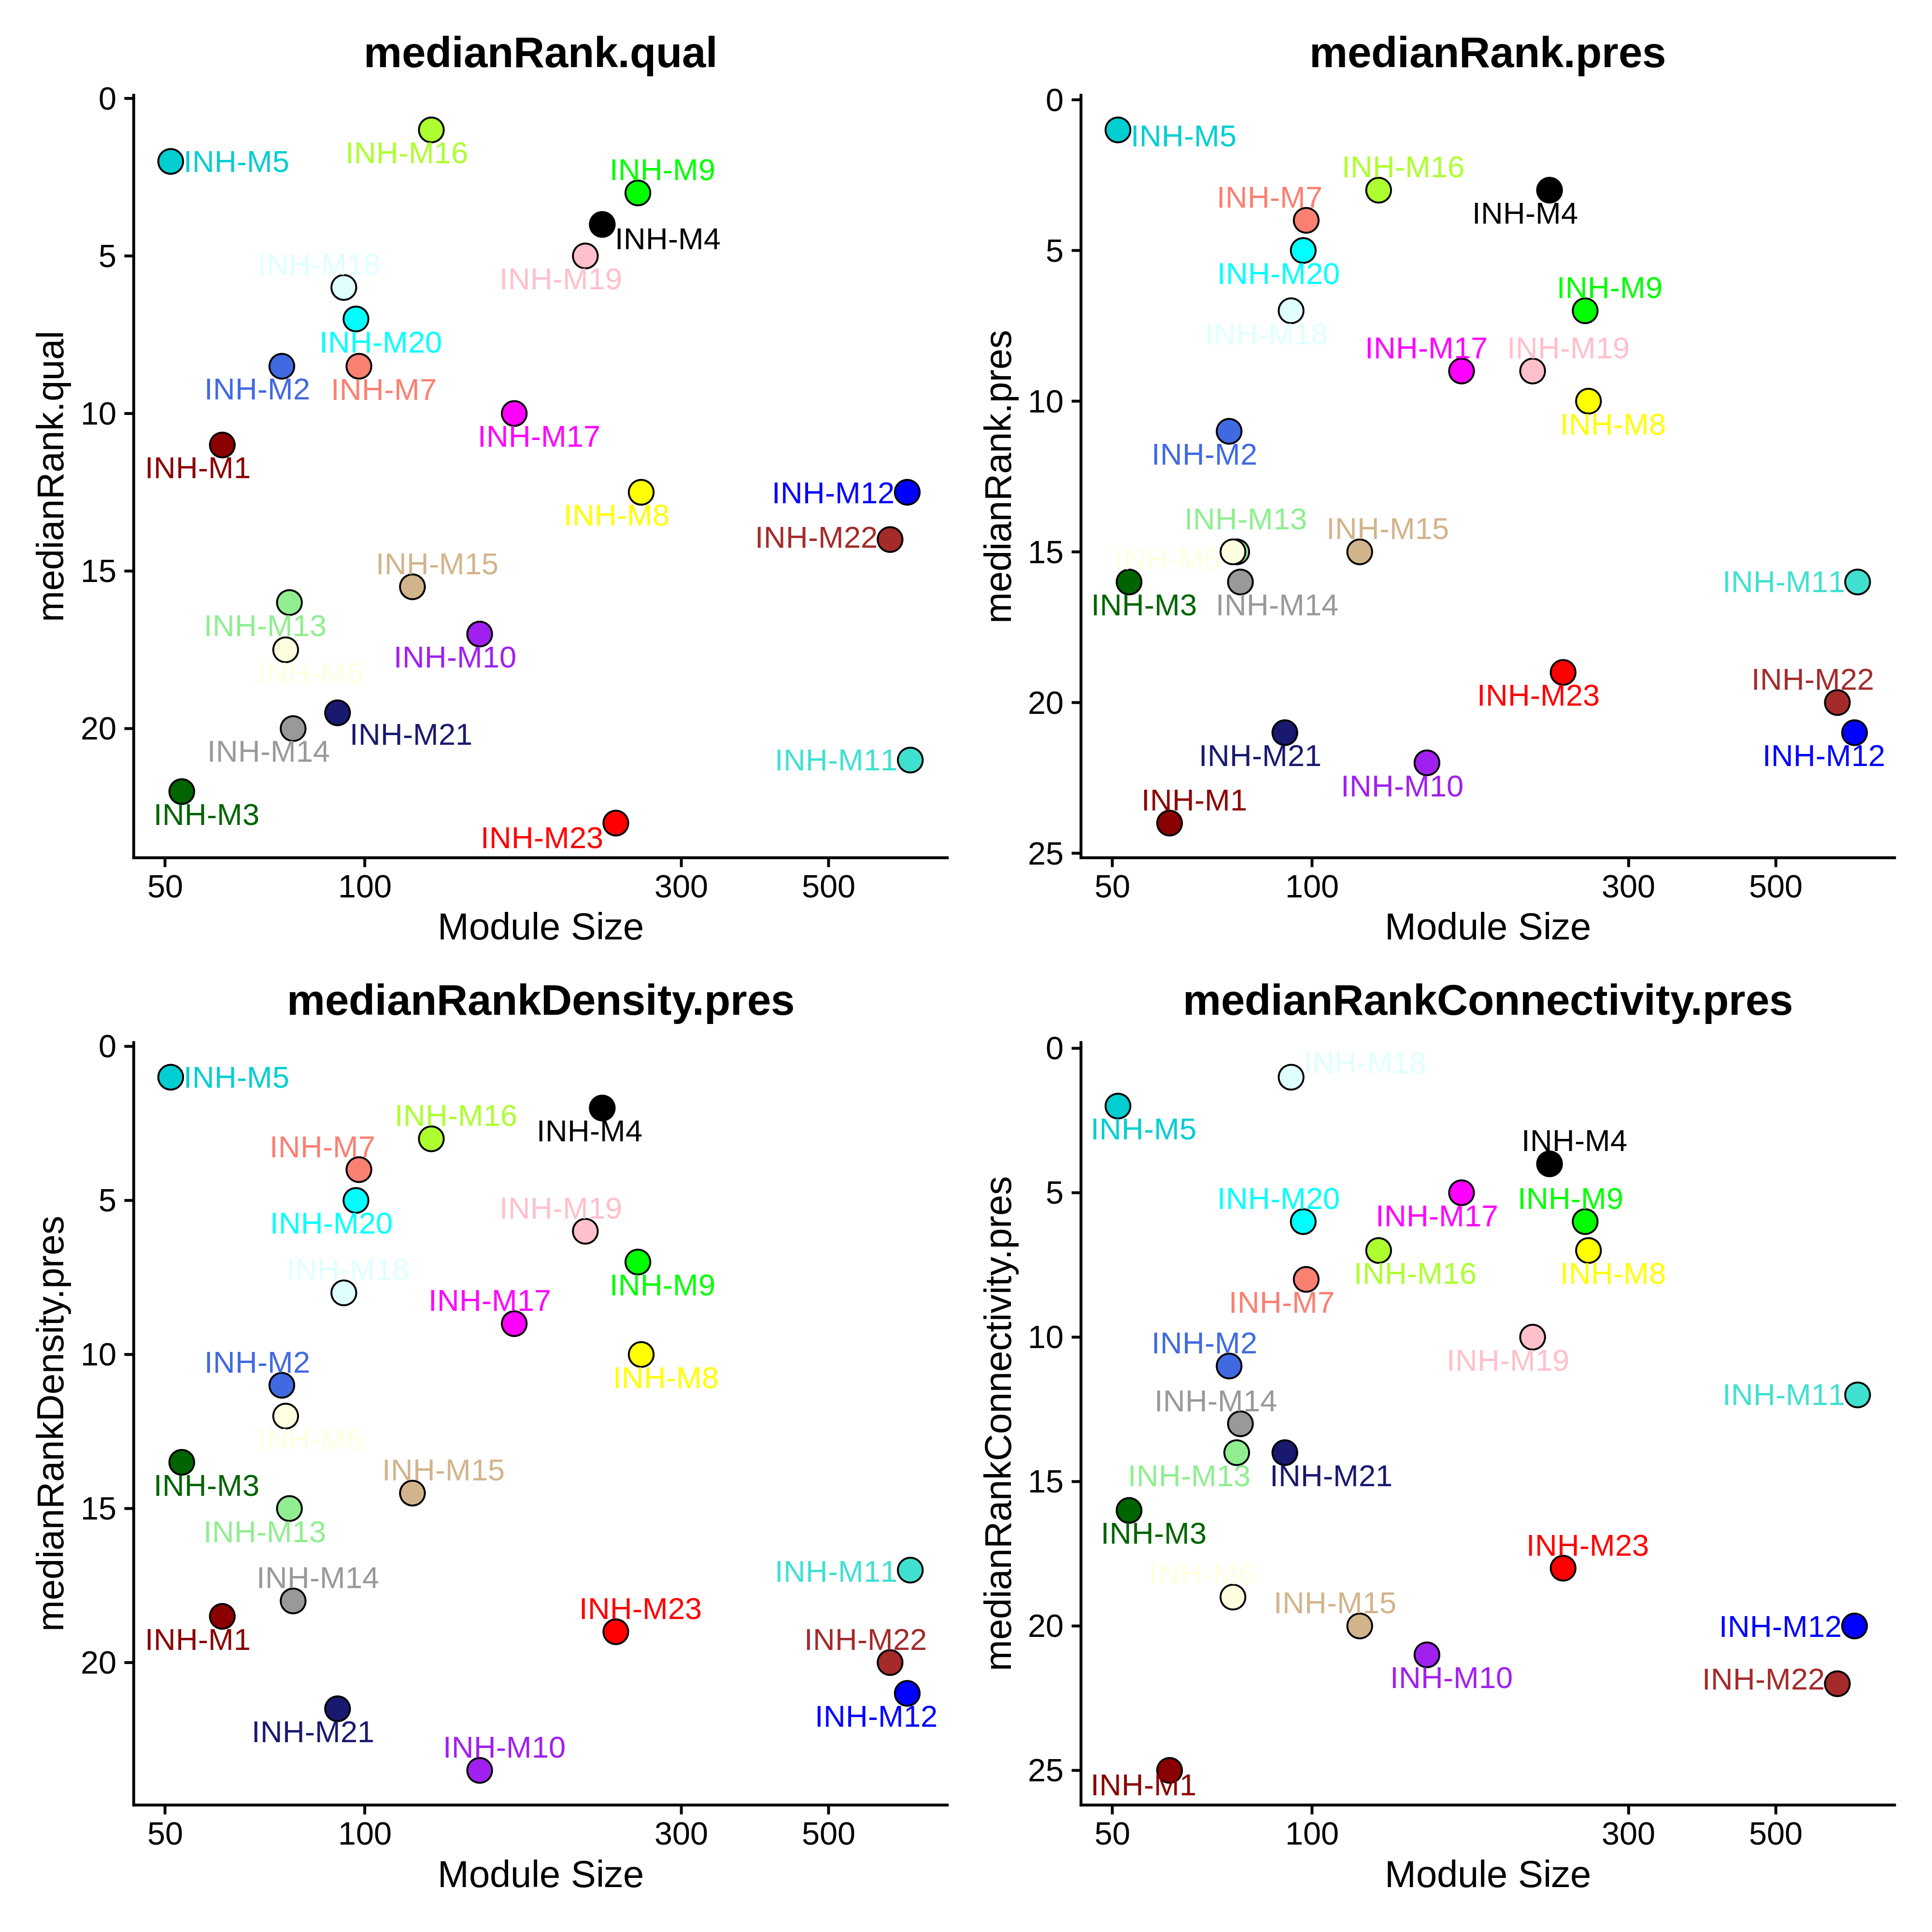 medianRank.qual
medianRank.qual
0
5
10
15
20
INH-M16
INH-M5
INH-M9
INH-M4
INH-M18
INH-M19
INH-M20
INH-M2
INH-M7
INH-M17
INH-M1
INH-M12
INH-M8
INH-M22
INH-M15
INH-M13
INH-M10
INH-M6
INH-M21
INH-M14
INH-M11
INH-M3
INH-M23
50
100
300
500
Module Size
medianRank.pres
medianRank.pres
0
5
10
15
20
25
INH-M5
INH-M16
INH-M7
INH-M4
INH-M20
INH-M9
INH-M18
INH-M17
INH-M19
INH-M8
INH-M2
INH-M13
INH-M15
INH-M6
INH-M11
INH-M3
INH-M14
INH-M22
INH-M23
INH-M21
INH-M12
INH-M10
INH-M1
50
100
300
500
Module Size
medianRankDensity.pres
medianRankDensity.pres
0
5
10
15
20
INH-M5
INH-M16
INH-M4
INH-M7
INH-M19
INH-M20
INH-M18
INH-M9
INH-M17
INH-M2
INH-M8
INH-M6
INH-M15
INH-M3
INH-M13
INH-M11
INH-M14
INH-M23
INH-M1
INH-M22
INH-M12
INH-M21
INH-M10
50
100
300
500
Module Size
medianRankConnectivity.pres
medianRankConnectivity.pres
0
5
10
15
20
25
INH-M18
INH-M5
INH-M4
INH-M20
INH-M9
INH-M17
INH-M16
INH-M8
INH-M7
INH-M2
INH-M19
INH-M11
INH-M14
INH-M13
INH-M21
INH-M3
INH-M23
INH-M6
INH-M15
INH-M12
INH-M10
INH-M22
INH-M1
50
100
300
500
Module Size